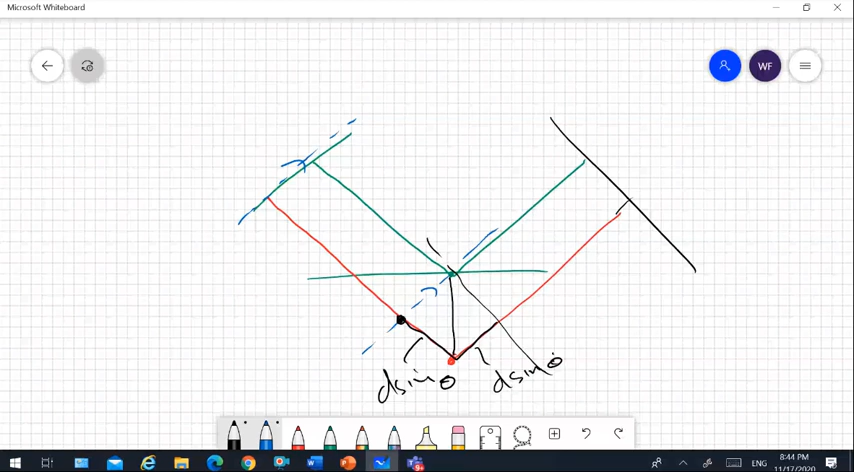 Microsoft Whiteboard
WF
dsinθ
dsinθ
ENG
8:44 PM
11/17/2020